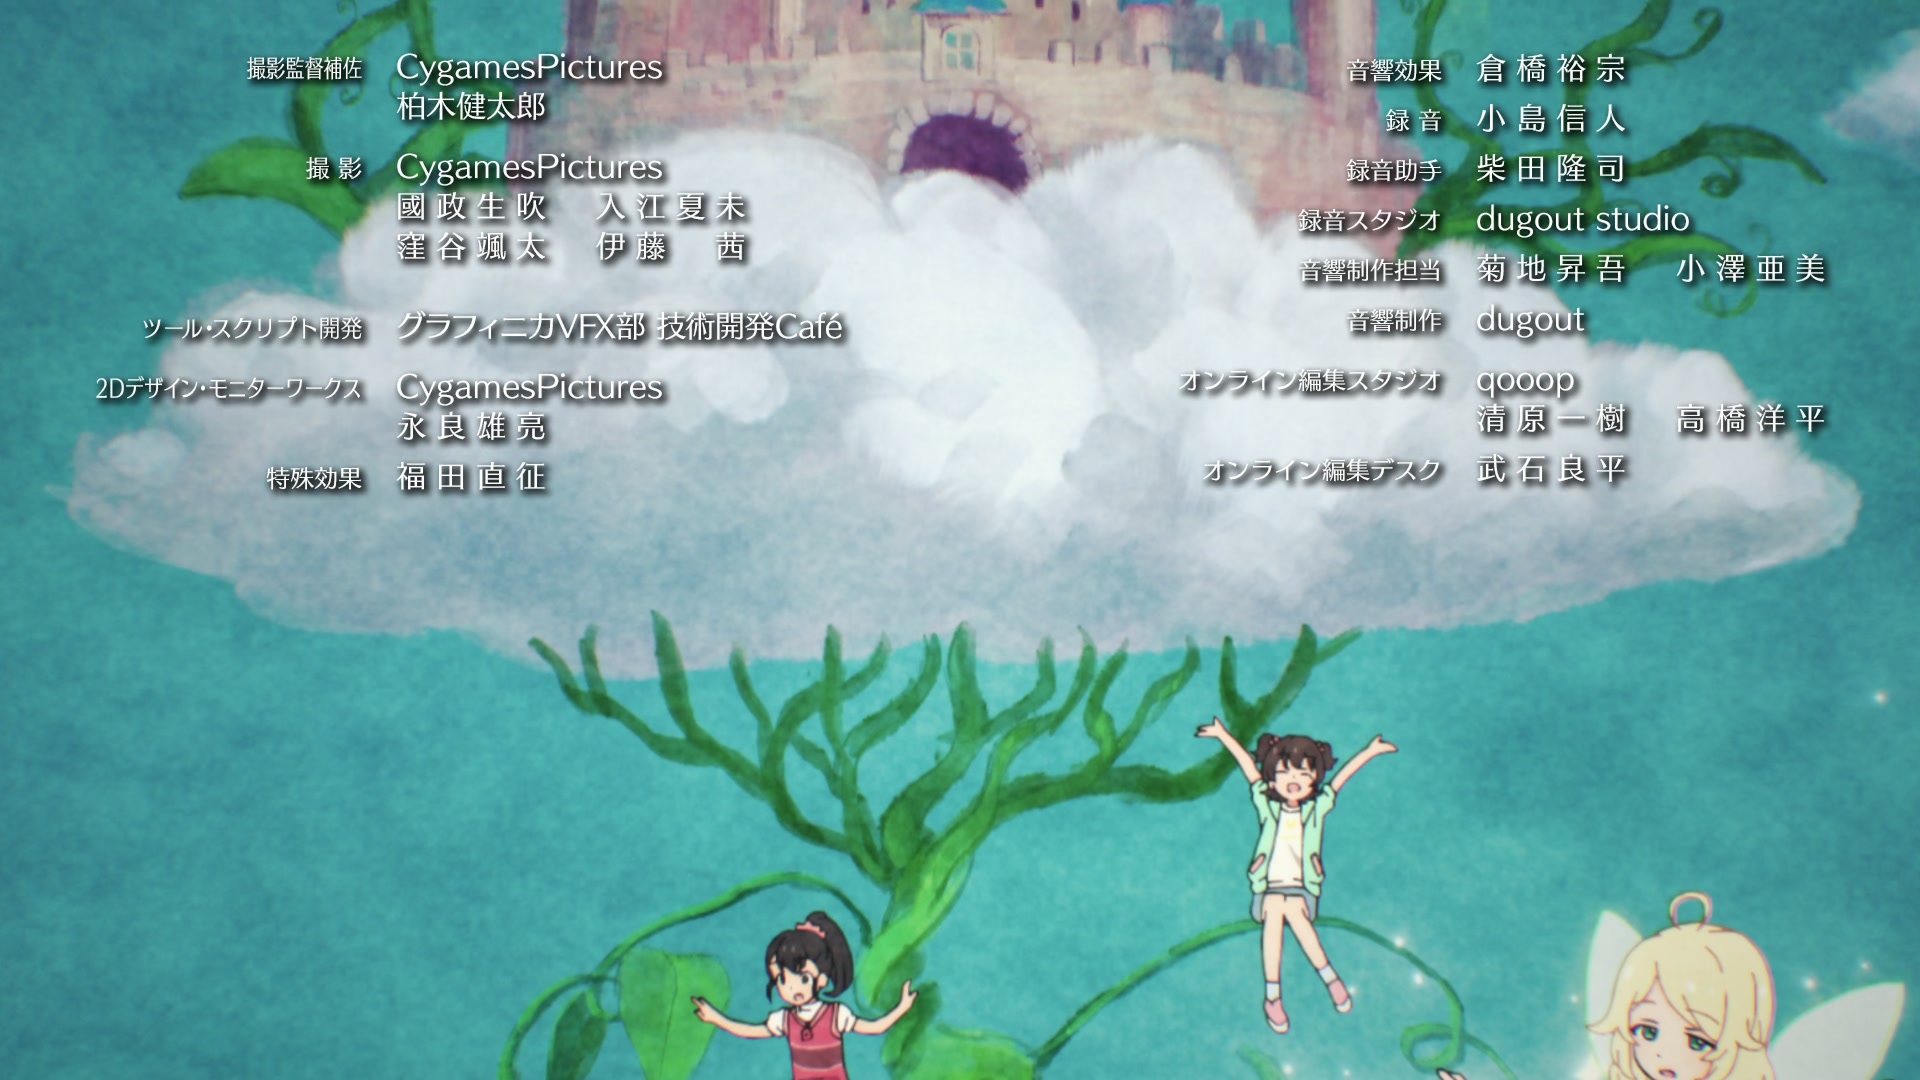 撮影監督補佐 CygamesPictures
柏木健太郎
撮 影 CygamesPictures
國 政 生 吹 入 江 夏 未
窪 谷 颯 太 伊 藤 茜
ツール・スクリプト開発 グラフィニカVFX部 技術開発Café
2Dデザイン・モニターワークス CygamesPictures
永 良 雄 亮
特殊効果 福 田 直 征
音響効果 倉 橋 裕 宗
録 音 小 島 信 人
録音助手 柴 田 隆 司
録音スタジオ dugout studio
音響制作担当 菊 地 昇 吾 小 澤 亜 美
音響制作 dugout
オンライン編集スタジオ qooop
清 原 一 樹 高 橋 洋 平
オンライン編集デスク 武 石 良 平